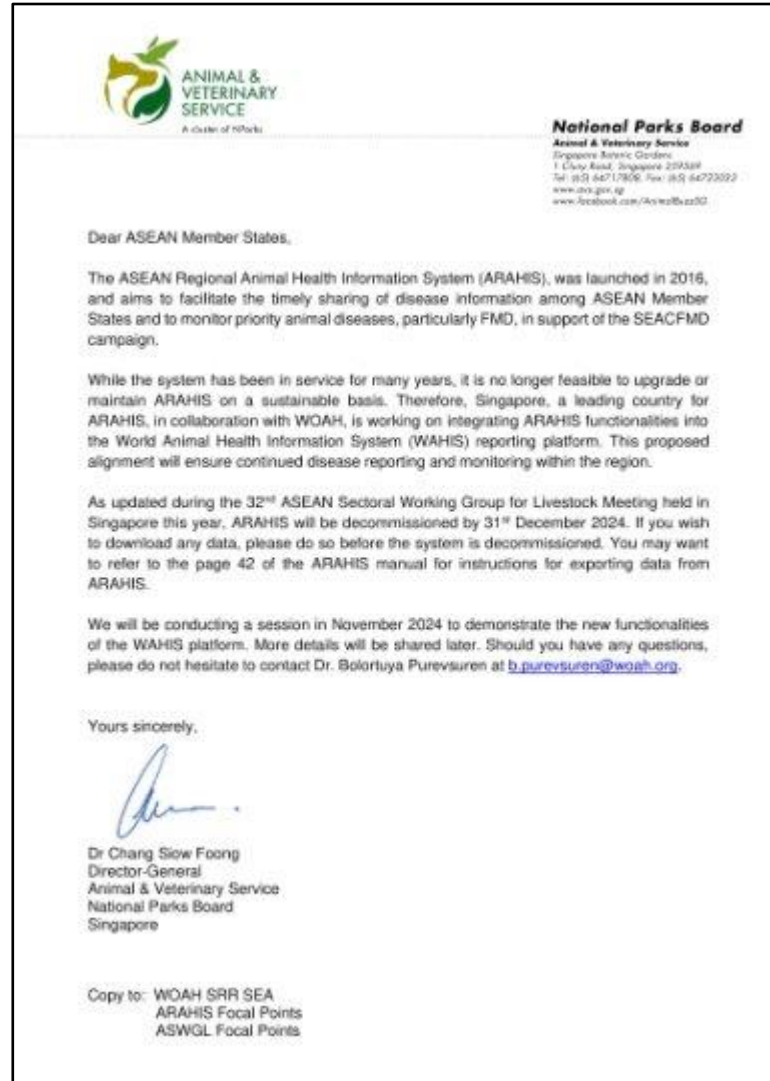 ANIMAL &
VETERINARY
SERVICE
A cluster of NParks
National Parks Board
Animal & Veterinary Service
Singapore Botanic Gardens
1 Cluny Road, Singapore 259569
www.facebook.com/AnimalBuzzSG
Dear ASEAN Member States,
The ASEAN Regional Animal Health Information System (ARAHIS), was launched in 2016,
and aims to facilitate the timely sharing of disease information among ASEAN Member
States and to monitor priority animal diseases, particularly FMD, in support of the SEACFMD
campaign.
While the system has been in service for many years, it is no longer feasible to upgrade or
maintain ARAHIS on a sustainable basis. Therefore, Singapore, a leading country for
ARAHIS, in collaboration with WOAH, is working on integrating ARAHIS functionalities into
the World Animal Health Information System (WAHIS) reporting platform. This proposed
alignment will ensure continued disease reporting and monitoring within the region.
As updated during the 32nd ASEAN Sectoral Working Group for Livestock Meeting held in
Singapore this year, ARAHIS will be decommissioned by 31st December 2024. If you wish
to download any data, please do so before the system is decommissioned. You may want
to refer to the page 42 of the ARAHIS manual for instructions for exporting data from
ARAHIS.
We will be conducting a session in November 2024 to demonstrate the new functionalities
of the WAHIS platform. More details will be shared later. Should you have any questions,
please do not hesitate to contact Dr. Bolortuya Purevsuren at b.purevsuren@woah.org.
Yours sincerely,
Dr Chang Siow Foong
Director-General
Animal & Veterinary Service
National Parks Board
Singapore
Copy to: WOAH SRR SEA
ARAHIS Focal Points
ASWGL Focal Points